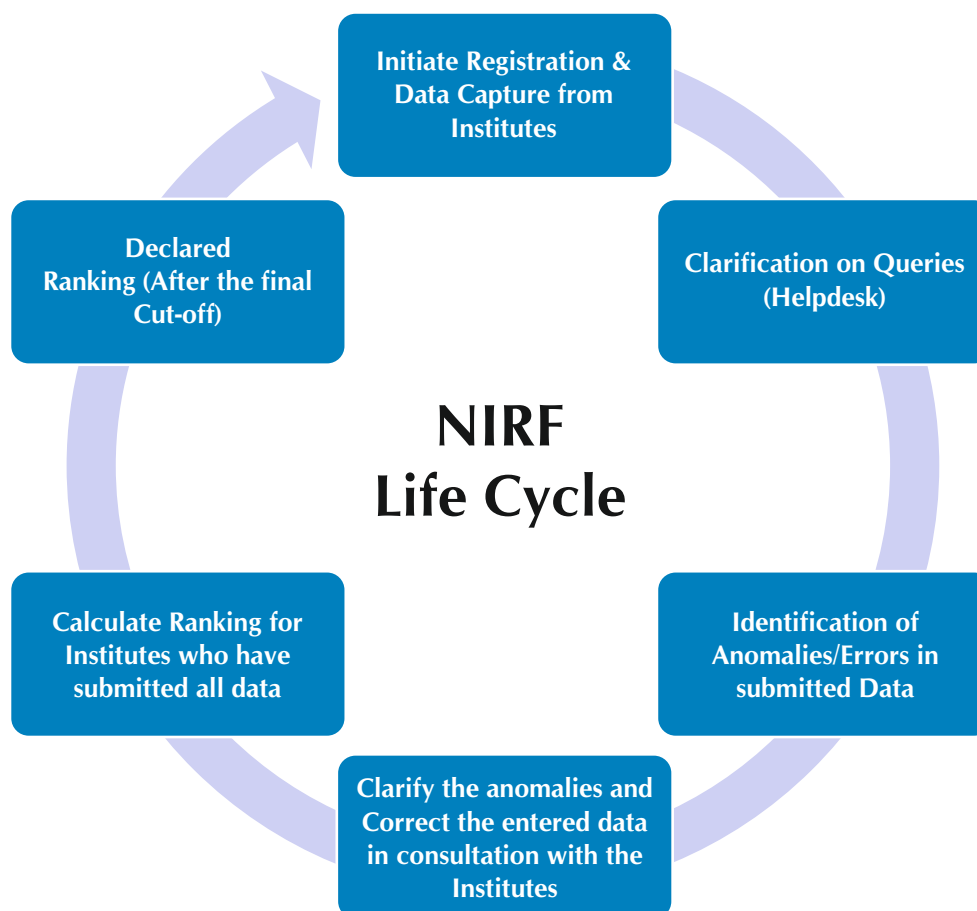 Initiate Registration &
Data Capture from
Institutes
Clarification on Queries
(Helpdesk)
Identification of
Anomalies/Errors in
submitted Data
Clarify the anomalies and
Correct the entered data
in consultation with the
Institutes
Calculate Ranking for
Institutes who have
submitted all data
Declared
Ranking (After the final
Cut-off)
NIRF
Life Cycle